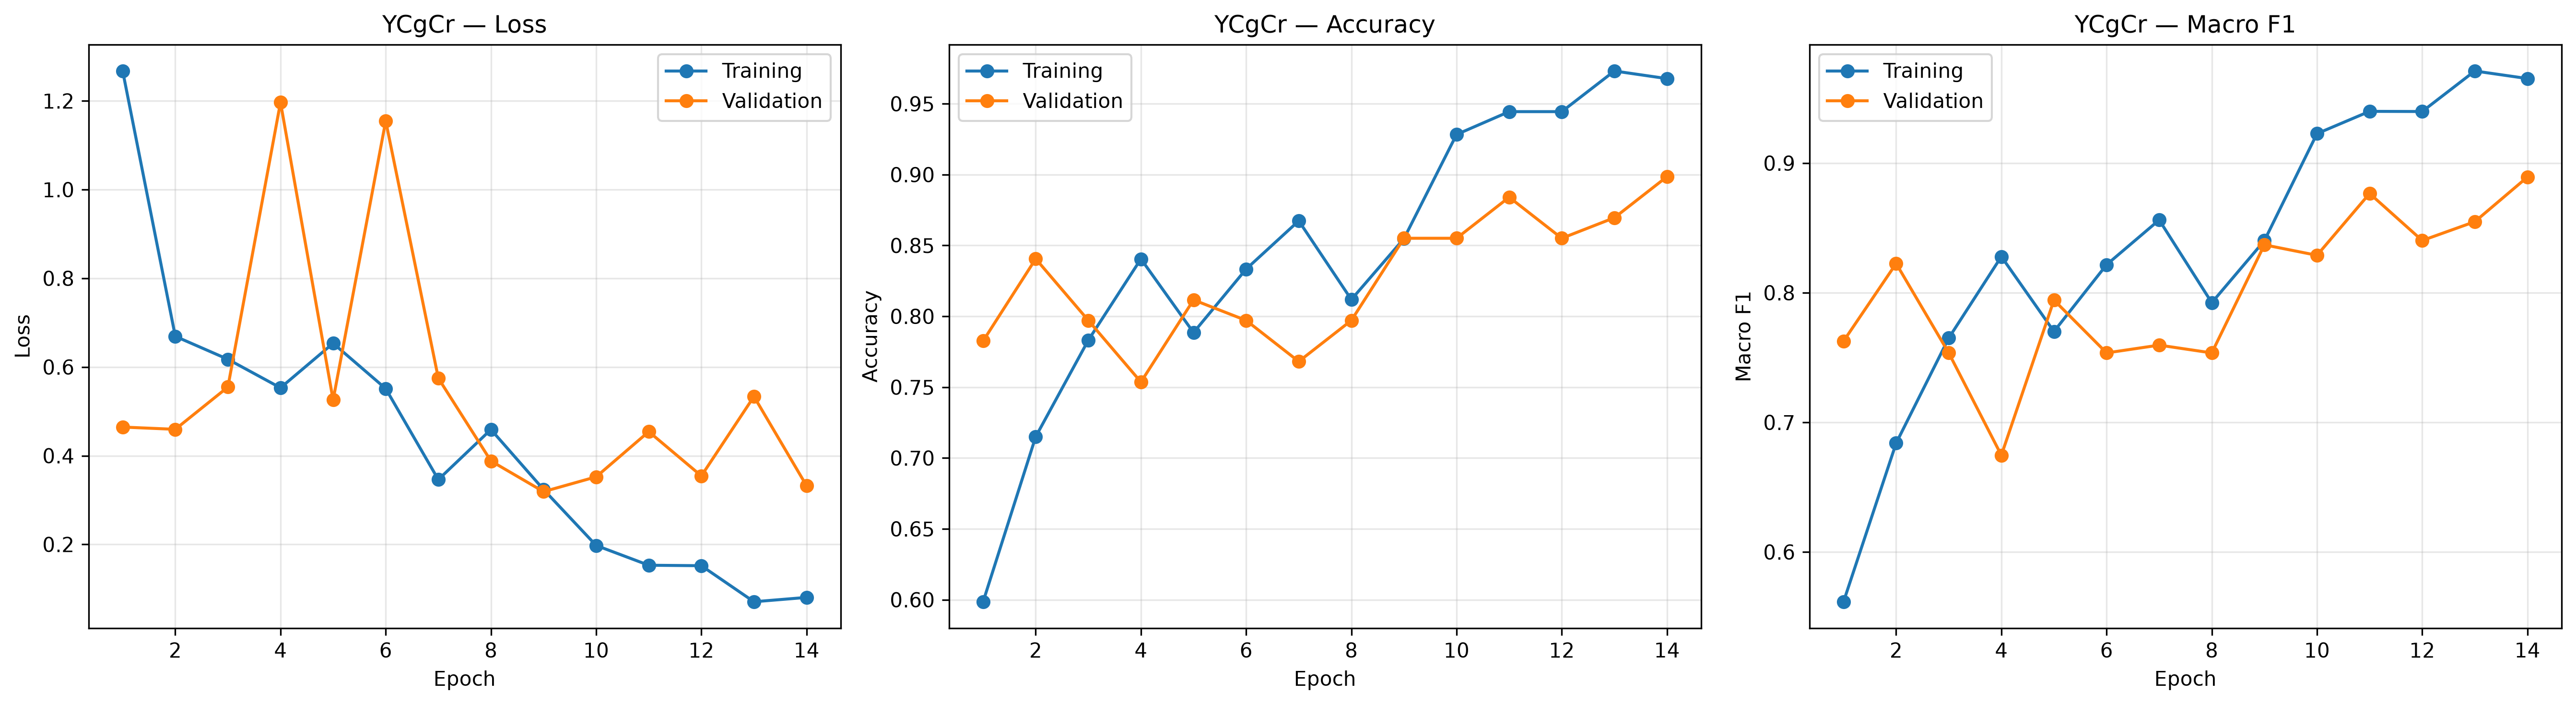 YCgCr — Loss
Training
Validation
1.2
1.0
0.8
0.6
0.4
0.2
Loss
2 4 6 8 10 12 14
Epoch
YCgCr — Accuracy
Training
Validation
0.95
0.90
0.85
0.80
0.75
0.70
0.65
0.60
Accuracy
2 4 6 8 10 12 14
Epoch
YCgCr — Macro F1
Training
Validation
0.9
0.8
0.7
0.6
Macro F1
2 4 6 8 10 12 14
Epoch